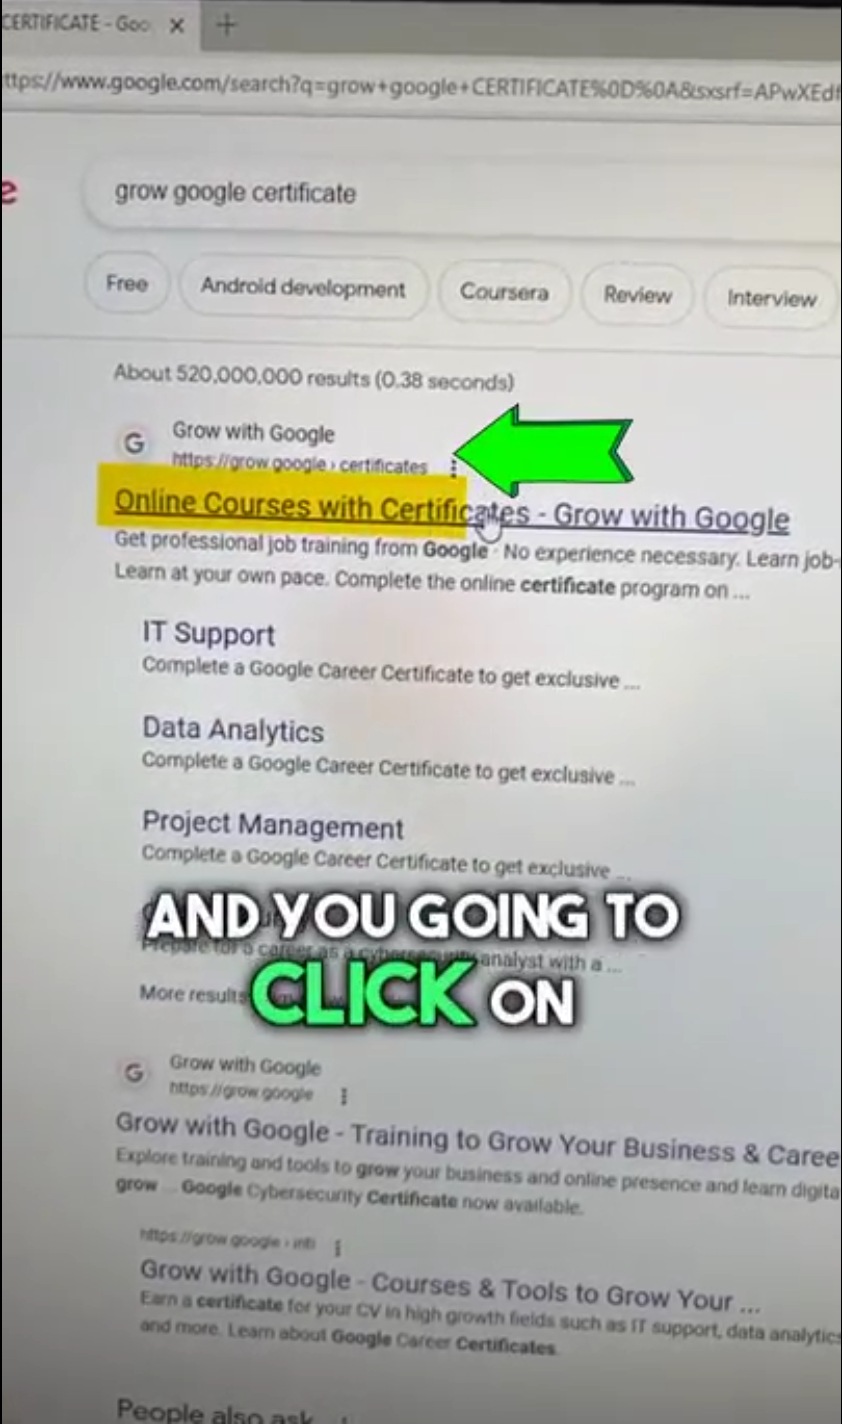 CERTIFICATE - Goo
ttps://www.google.com/search?q=grow+google+CERTIFICATE%0D%0A&sxsrf=APwXEdf
e
grow google certificate
Free
Android development
Coursera
Review
Interview
About 520,000,000 results (0.38 seconds)
G
Grow with Google
https://grow.google › certificates
Online Courses with Certificates - Grow with Google
Get professional job training from Google · No experience necessary. Learn job-
Learn at your own pace. Complete the online certificate program on ...
IT Support
Complete a Google Career Certificate to get exclusive ...
Data Analytics
Complete a Google Career Certificate to get exclusive ...
Project Management
Complete a Google Career Certificate to get exclusive ...
AND YOU GOING TO
Prepare for a career as a cybersecurity analyst with a ...
More results
CLICK ON
G
Grow with Google
https://grow.google
Grow with Google - Training to Grow Your Business & Caree
Explore training and tools to grow your business and online presence and learn digita
grow ... Google Cybersecurity Certificate now available.
https://grow.google › intl
Grow with Google - Courses & Tools to Grow Your ...
Earn a certificate for your CV in high growth fields such as IT support, data analytics
and more. Learn about Google Career Certificates.
People also ask